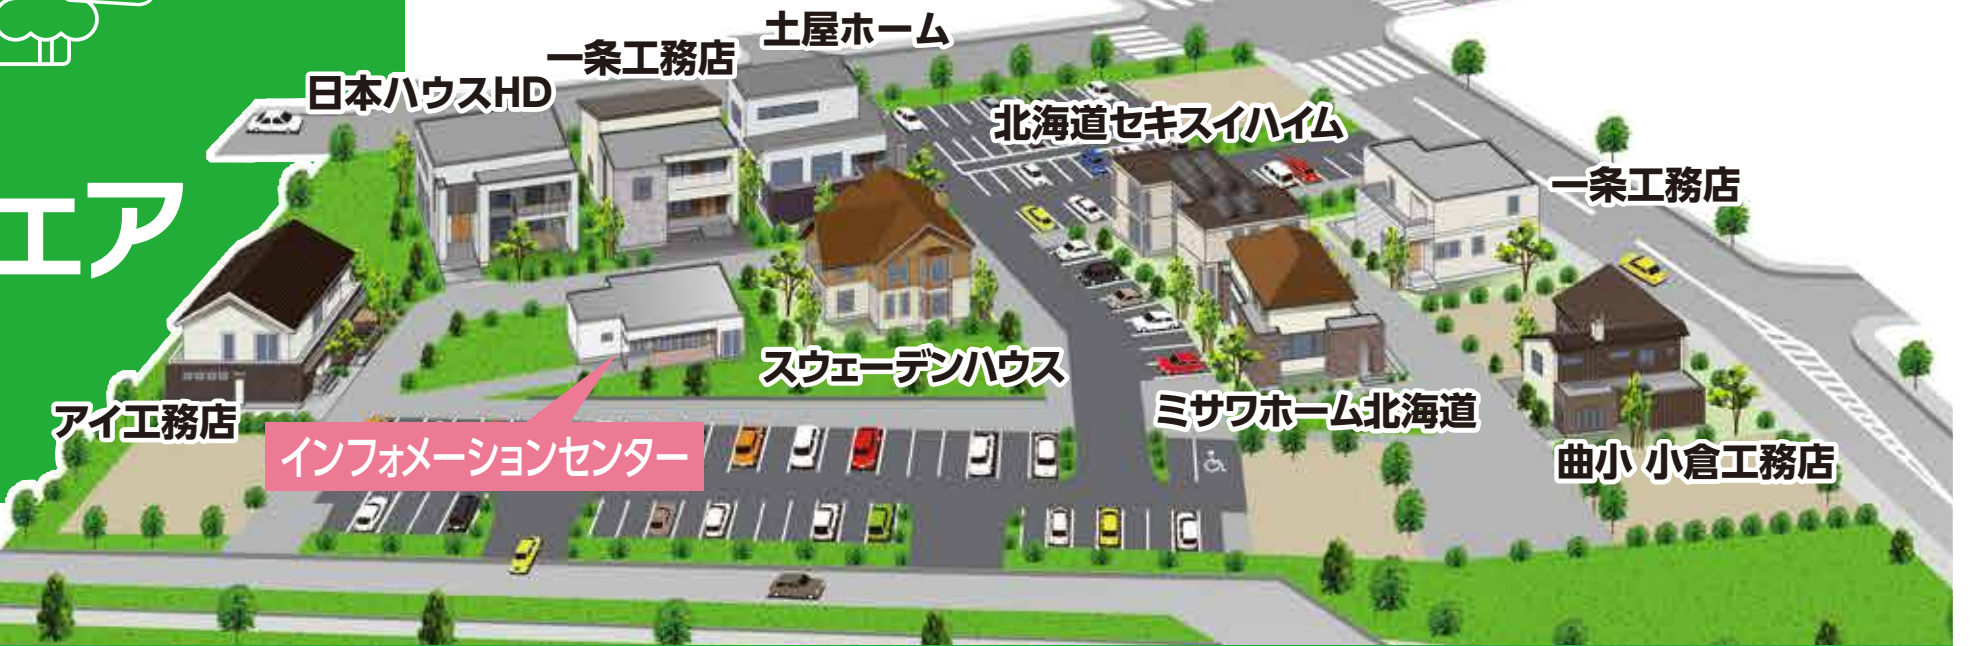 土屋ホーム
一条工務店
日本ハウスHD
北海道セキスイハイム
一条工務店
エア
スウェーデンハウス
アイ工務店
ミサワホーム北海道
インフォメーションセンター
曲小 小倉工務店